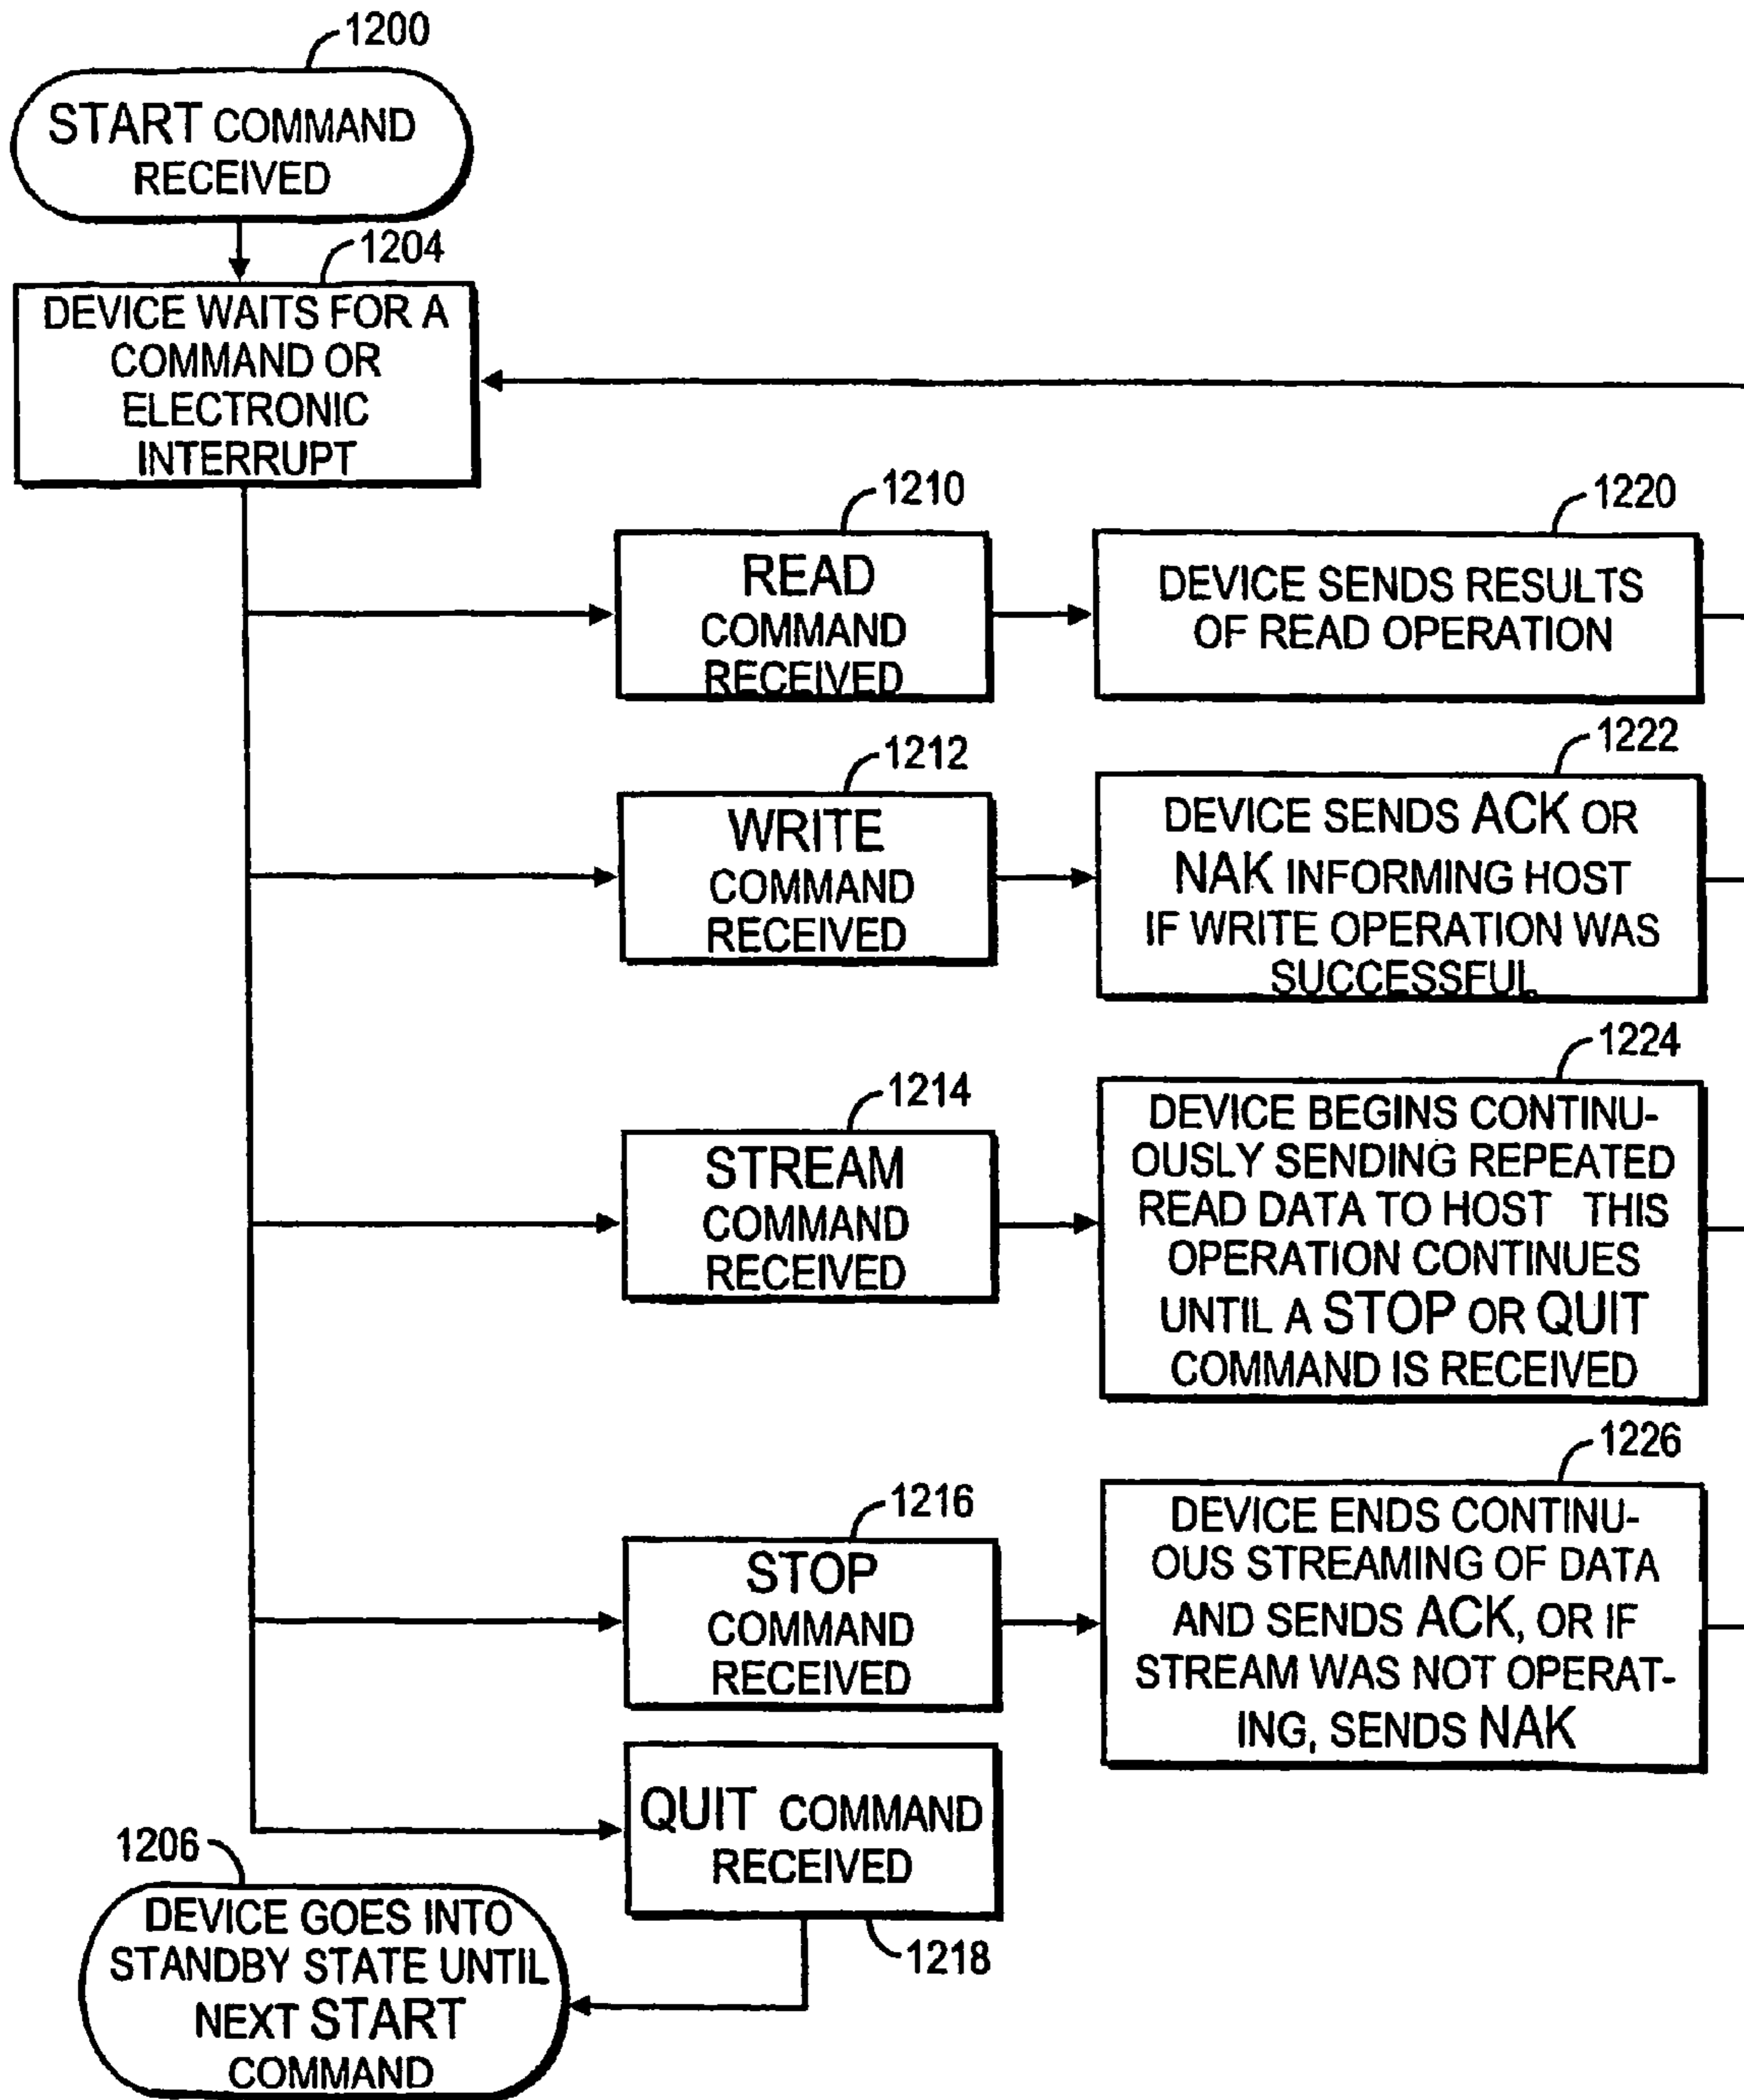 1200
START COMMAND
RECEIVED
1204
DEVICE WAITS FOR A
COMMAND OR
ELECTRONIC
INTERRUPT
1210
READ
COMMAND
RECEIVED
1220
DEVICE SENDS RESULTS
OF READ OPERATION
1212
WRITE
COMMAND
RECEIVED
1222
DEVICE SENDS ACK OR
NAK INFORMING HOST
IF WRITE OPERATION WAS
SUCCESSFUL
1214
STREAM
COMMAND
RECEIVED
1224
DEVICE BEGINS CONTINU-
OUSLY SENDING REPEATED
READ DATA TO HOST THIS
OPERATION CONTINUES
UNTIL A STOP OR QUIT
COMMAND IS RECEIVED
1216
STOP
COMMAND
RECEIVED
1226
DEVICE ENDS CONTINU-
OUS STREAMING OF DATA
AND SENDS ACK, OR IF
STREAM WAS NOT OPERAT-
ING, SENDS NAK
QUIT COMMAND
RECEIVED
1218
1206
DEVICE GOES INTO
STANDBY STATE UNTIL
NEXT START
COMMAND